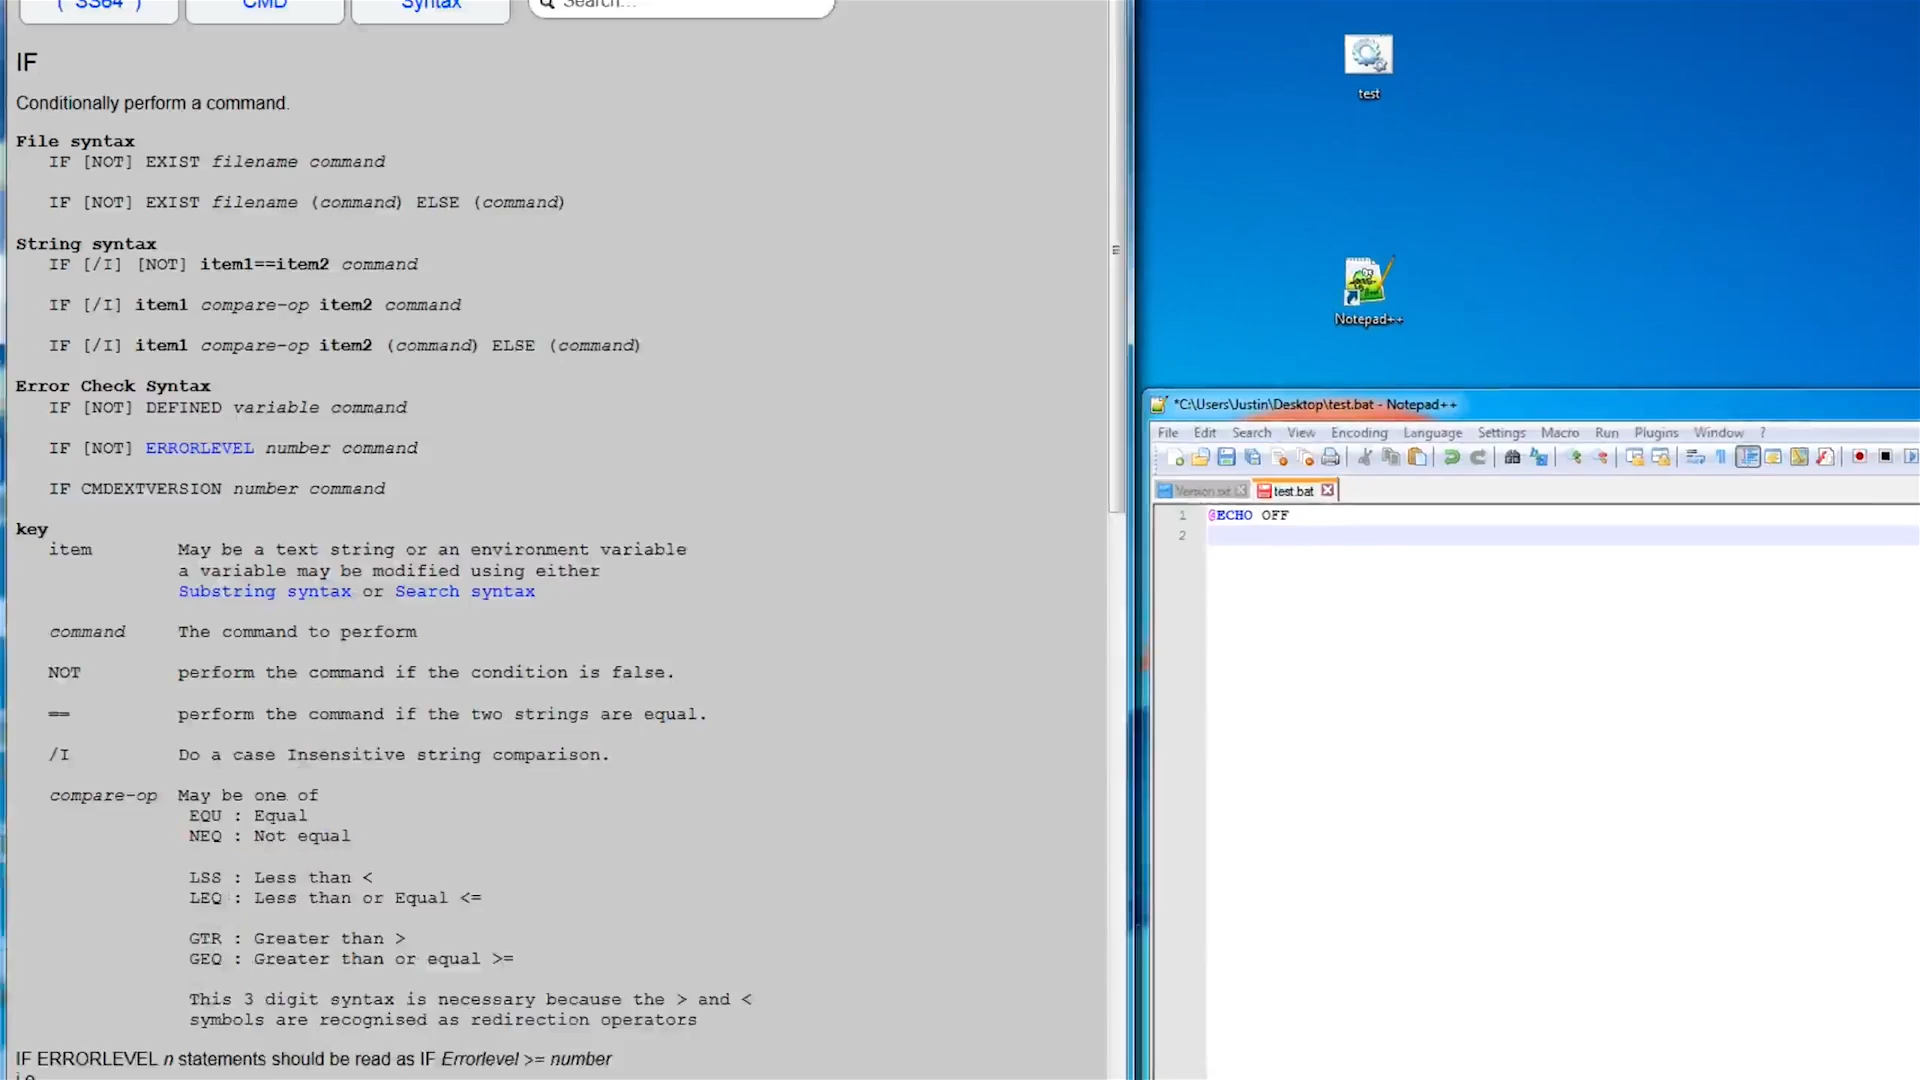 ( SS64 )
CMD
Syntax
Search...
IF
Conditionally perform a command.
File syntax
IF [NOT] EXIST filename command
IF [NOT] EXIST filename (command) ELSE (command)
String syntax
IF [/I] [NOT] item1==item2 command
IF [/I] item1 compare-op item2 command
IF [/I] item1 compare-op item2 (command) ELSE (command)
Error Check Syntax
IF [NOT] DEFINED variable command
IF [NOT] ERRORLEVEL number command
IF CMDEXTVERSION number command
key
item May be a text string or an environment variable
a variable may be modified using either
Substring syntax or Search syntax
command The command to perform
NOT perform the command if the condition is false.
== perform the command if the two strings are equal.
/I Do a case Insensitive string comparison.
compare-op May be one of
EQU : Equal
NEQ : Not equal
LSS : Less than <
LEQ : Less than or Equal <=
GTR : Greater than >
GEQ : Greater than or equal >=
This 3 digit syntax is necessary because the > and <
symbols are recognised as redirection operators
IF ERRORLEVEL n statements should be read as IF Errorlevel >= number
test
Notepad++
*C:\Users\Justin\Desktop\test.bat - Notepad++
File Edit Search View Encoding Language Settings Macro Run Plugins Window ?
Version.txt test.bat
1 @ECHO OFF
2